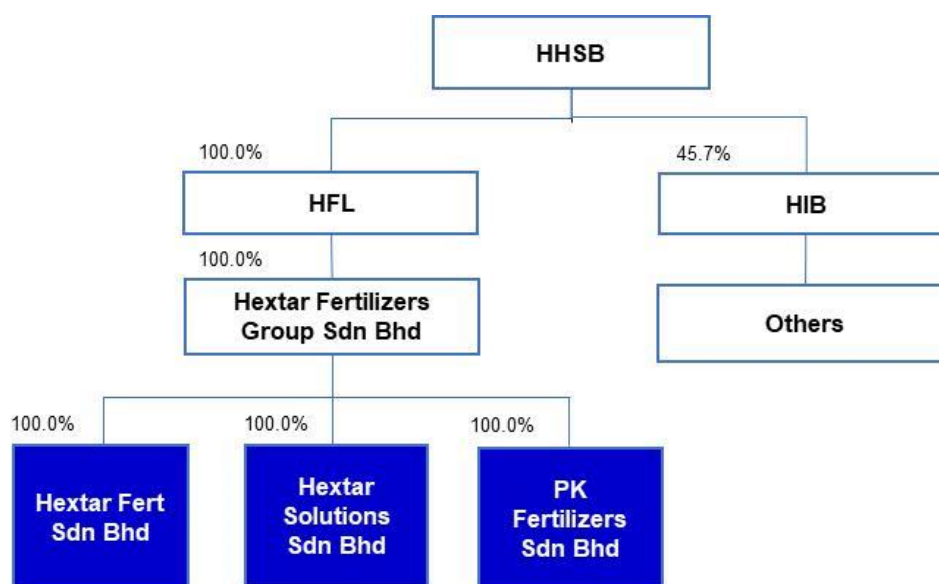 HHSB
100.0%
45.7%
HFL
HIB
100.0%
Hextar Fertilizers
Group Sdn Bhd
Others
100.0%
100.0%
100.0%
Hextar Fert
Sdn Bhd
Hextar
Solutions
Sdn Bhd
PK
Fertilizers
Sdn Bhd